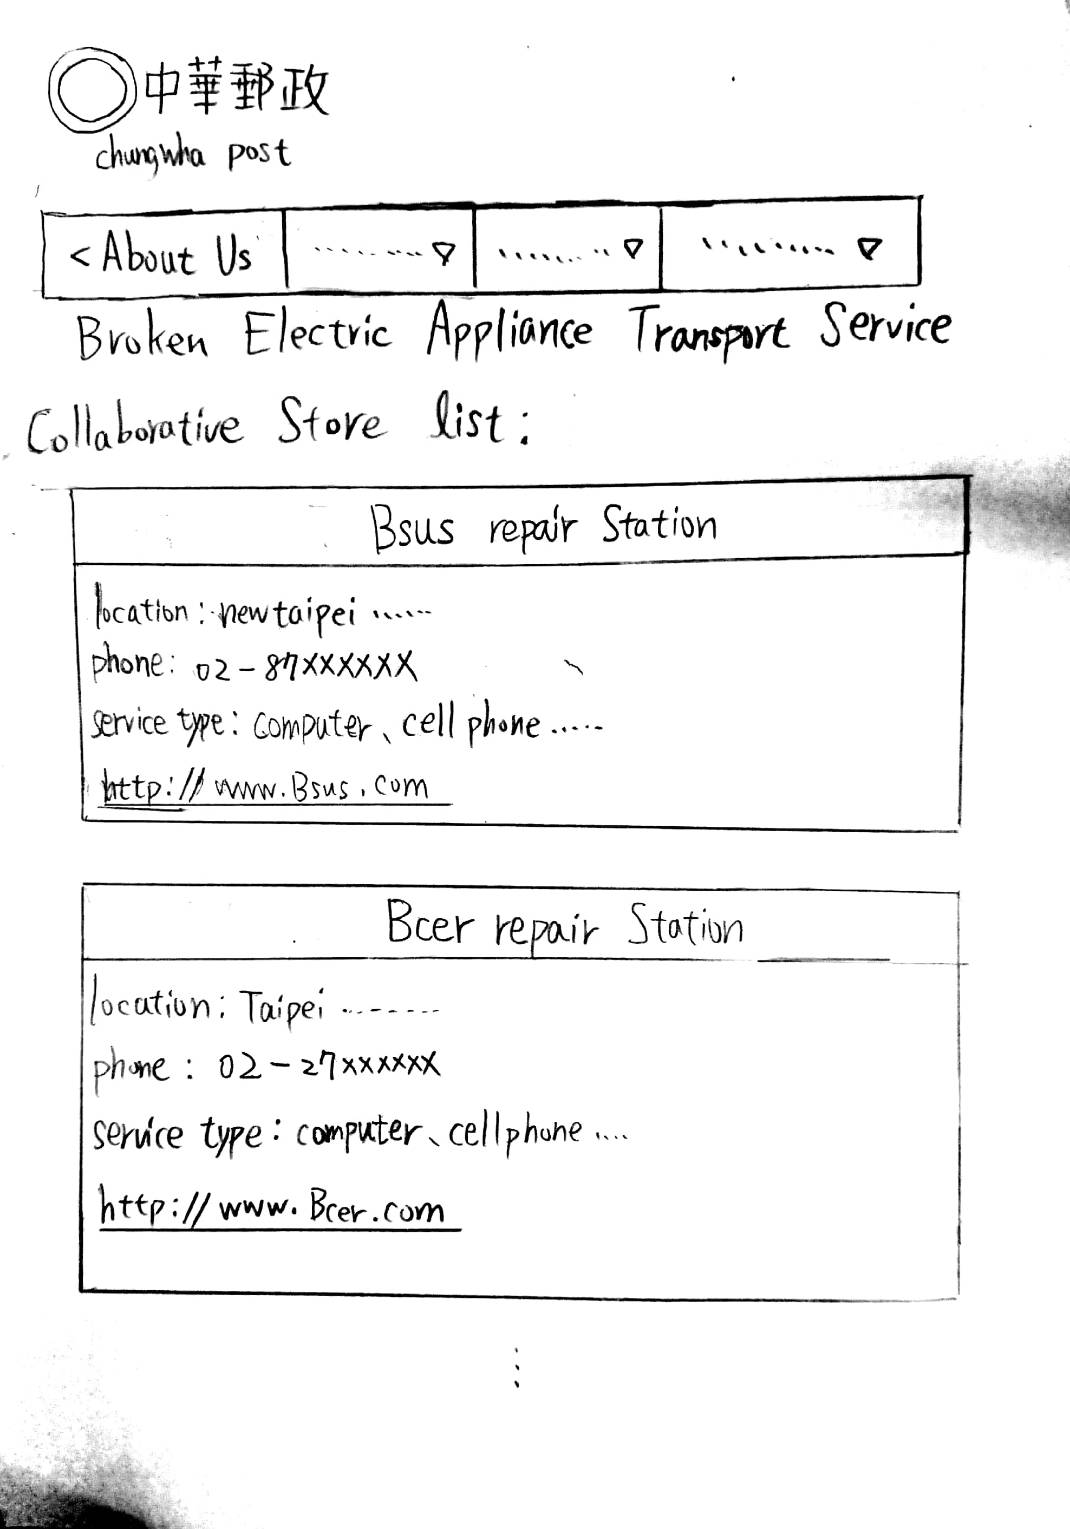 中華郵政
chungwha post
< About Us ......... ▽ ......... ▽ ......... ▽
Broken Electric Appliance Transport Service
Collaborative Store list:
Bsus repair Station
location: new taipei ......
phone: 02-87XXXXXX
service type: computer、cell phone .....
http://www.Bsus.com
Bcer repair Station
location: Taipei ........
phone: 02-27xxxxxx
service type: computer、cellphone ....
http://www.Bcer.com
⋮